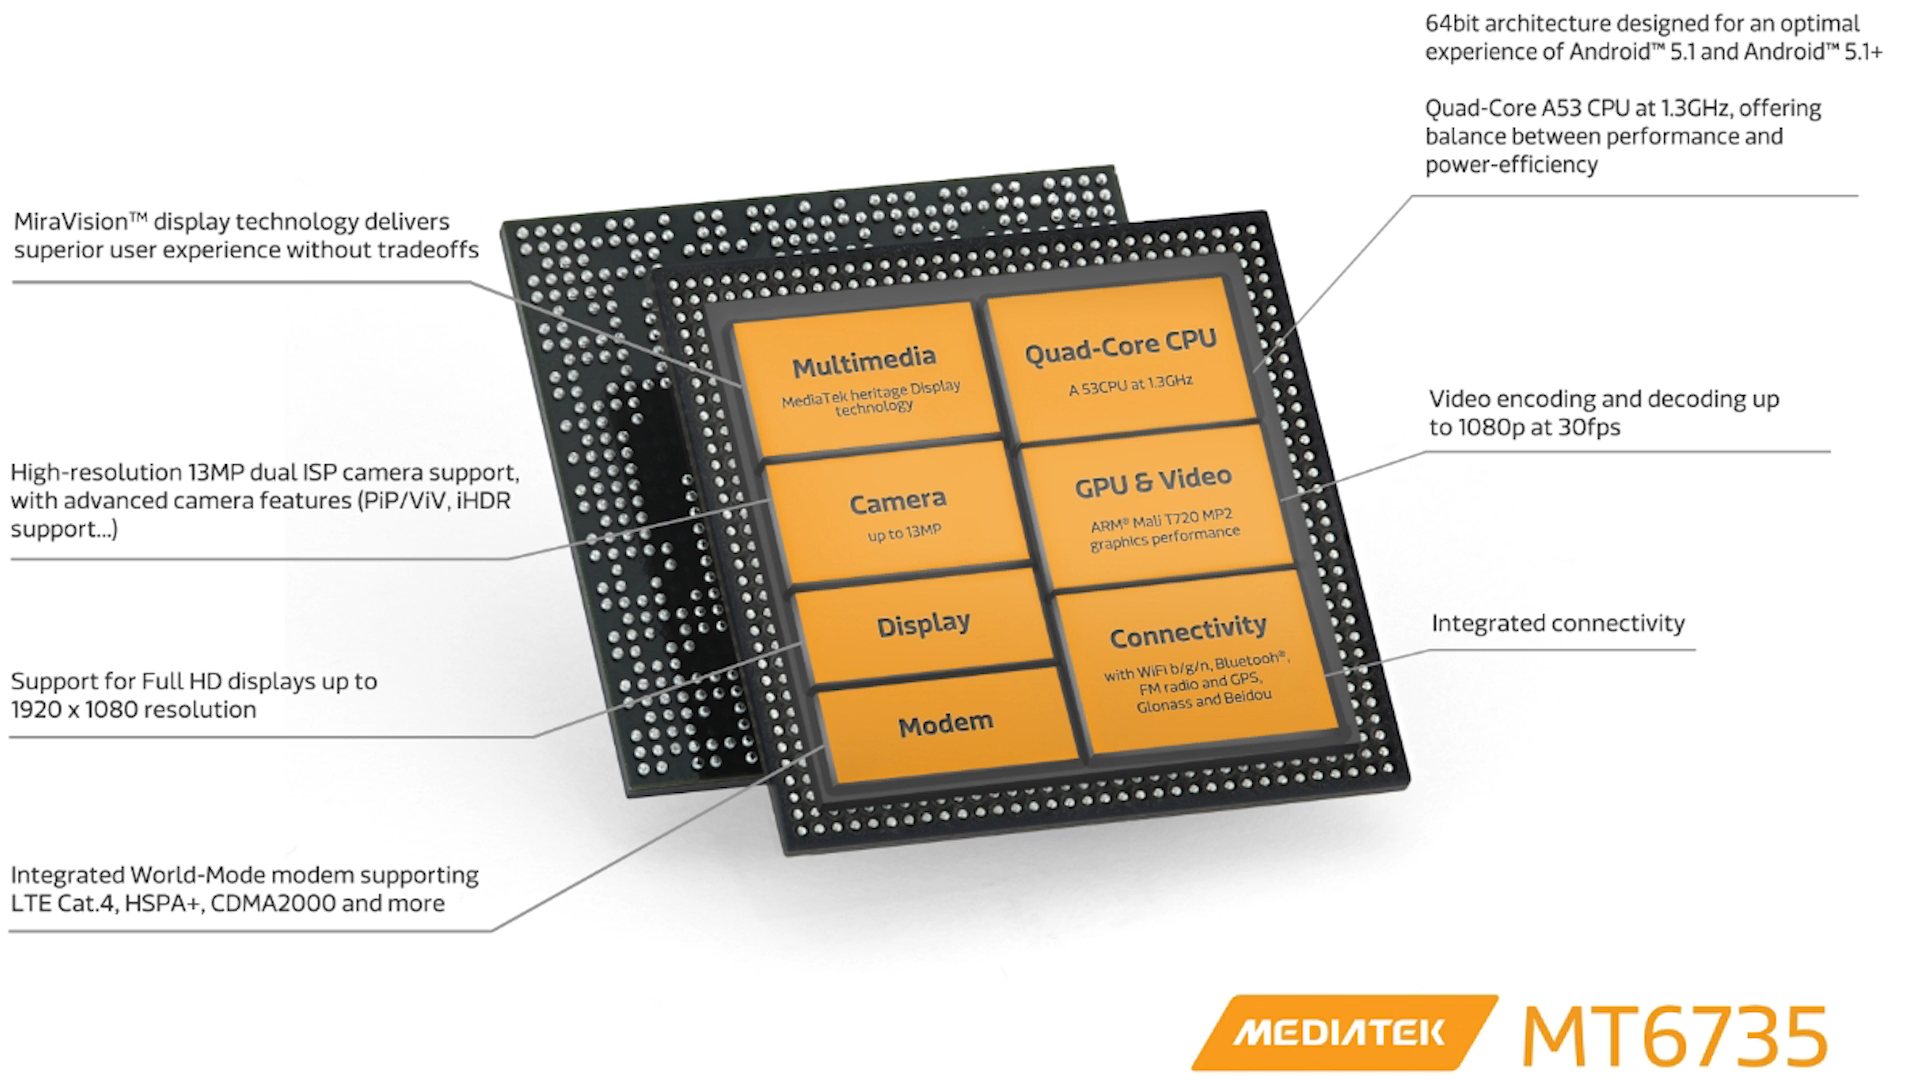 64bit architecture designed for an optimal
experience of Android™ 5.1 and Android™ 5.1+
Quad-Core A53 CPU at 1.3GHz, offering
balance between performance and
power-efficiency
MiraVision™ display technology delivers
superior user experience without tradeoffs
High-resolution 13MP dual ISP camera support,
with advanced camera features (PiP/ViV, iHDR
support...)
Support for Full HD displays up to
1920 x 1080 resolution
Integrated World-Mode modem supporting
LTE Cat.4, HSPA+, CDMA2000 and more
Multimedia
MediaTek heritage Display
technology
Camera
up to 13MP
Display
Modem
Quad-Core CPU
A 53CPU at 1.3GHz
GPU & Video
ARM® Mali T720 MP2
graphics performance
Connectivity
with WiFi b/g/n, Bluetooh®,
FM radio and GPS,
Glonass and Beidou
Video encoding and decoding up
to 1080p at 30fps
Integrated connectivity
MEDIATEK MT6735